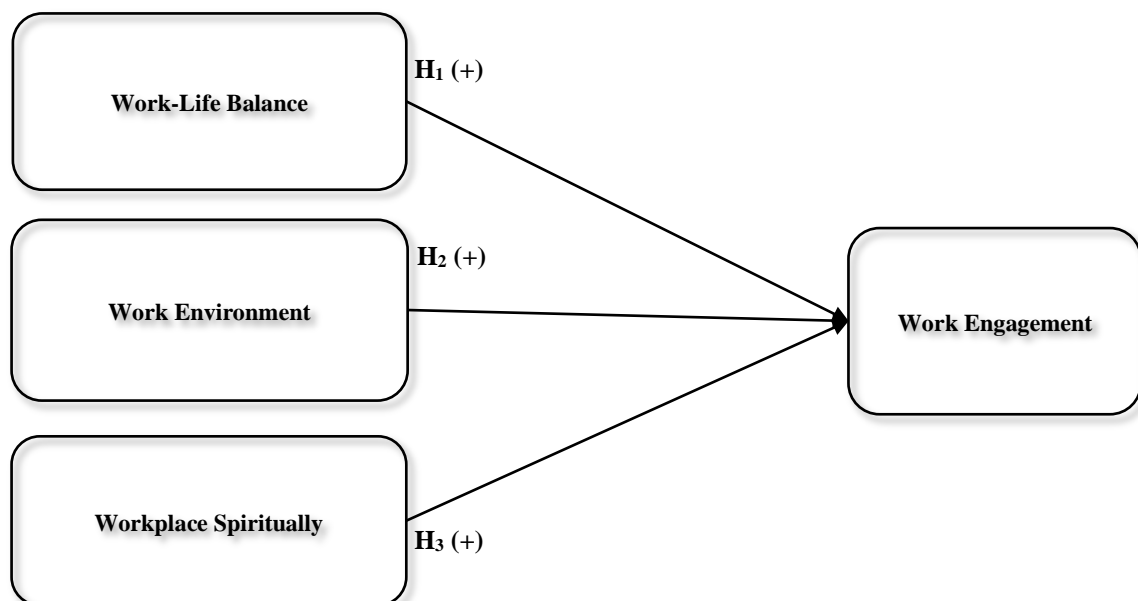 H₁ (+)
Work-Life Balance
H₂ (+)
Work Environment
Work Engagement
Workplace Spiritually
H₃ (+)